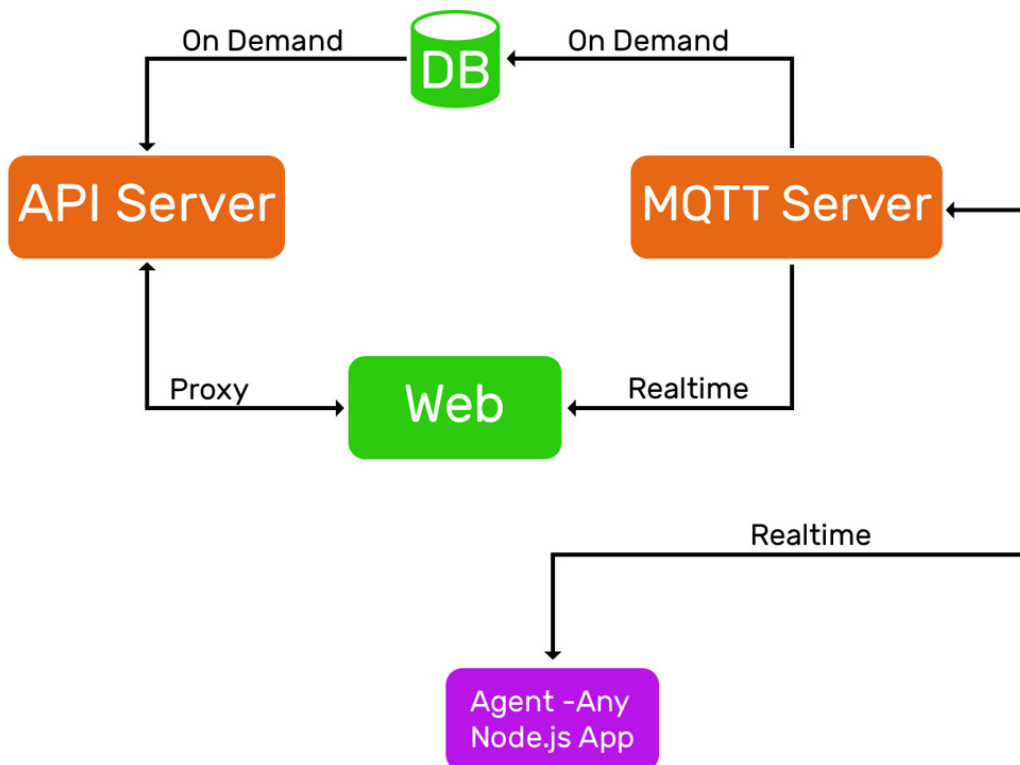 On Demand
DB
On Demand
API Server
MQTT Server
Proxy
Web
Realtime
Realtime
Agent -Any
Node.js App